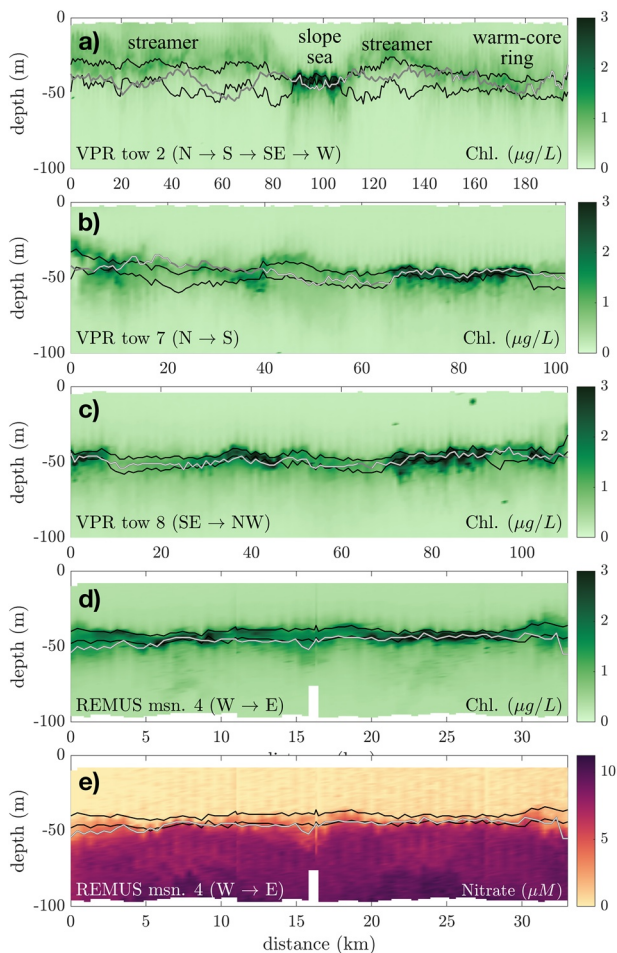 a)
streamer
slope
sea
streamer
warm-core
ring
VPR tow 2 (N → S → SE → W)
Chl. (μg/L)
depth (m)
0
-50
-100
0 20 40 60 80 100 120 140 160 180
3
2
1
0
b)
VPR tow 7 (N → S)
Chl. (μg/L)
depth (m)
0
-50
-100
0 20 40 60 80 100
3
2
1
0
c)
VPR tow 8 (SE → NW)
Chl. (μg/L)
depth (m)
0
-50
-100
0 20 40 60 80 100
3
2
1
0
d)
REMUS msn. 4 (W → E)
Chl. (μg/L)
depth (m)
0
-50
-100
0 5 10 15 20 25 30
3
2
1
0
e)
REMUS msn. 4 (W → E)
Nitrate (μM)
depth (m)
0
-50
-100
0 5 10 15 20 25 30
10
5
0
distance (km)